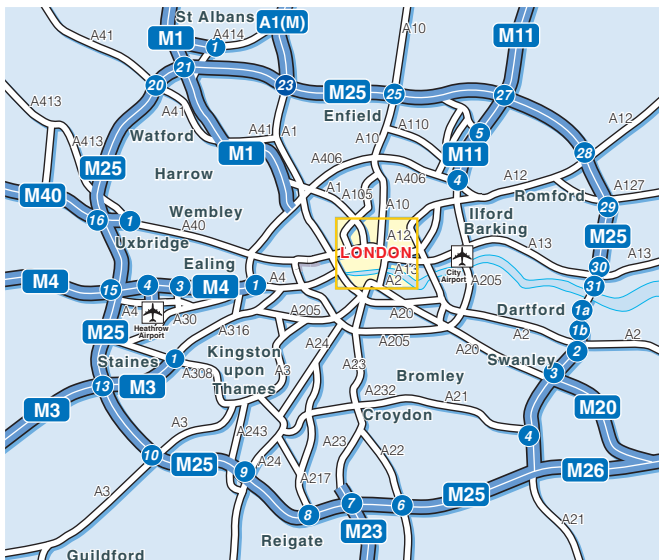 St Albans
A1(M)
A10
M11
A41
M1
1
A414
21
20
23
M25
25
27
A413
A41
Enfield
A12
Watford
A41
A1
A110
5
A10
A413
M1
M11
28
A406
A406
M25
Harrow
4
A12
A127
M40
A1
A105
A10
Romford
29
16
1
Wembley
Ilford
A40
A12
Barking
M25
Uxbridge
LONDON
City
Airport
A13
A13
Ealing
A13
30
M4
15
4
3
M4
1
A4
A2
A205
31
A4
A30
Heathrow
Airport
A205
A20
Dartford
1a
M25
A316
A205
1b
A2
Staines
1
Kingston
upon
Thames
A24
A20
2
A308
A3
A23
Swanley
3
13
M3
Bromley
A232
A21
M20
M3
Croydon
A3
A243
4
10
M25
9
A24
A23
A22
M26
A3
A217
M25
8
7
6
A21
Reigate
M23
Guildford